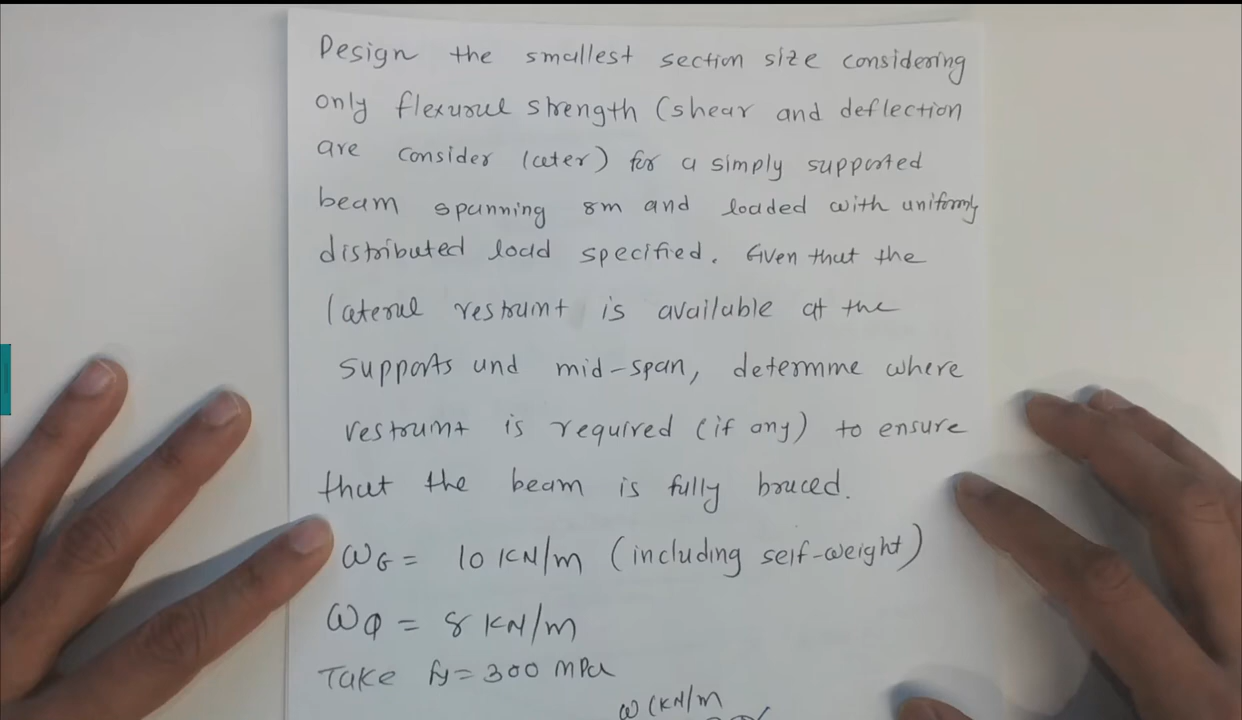 Design the smallest section size considering
only flexural strength (shear and deflection
are consider later) for a simply supported
beam spanning 8m and loaded with uniformly
distributed load specified. Given that the
lateral restraint is available at the
supports and mid-span, determine where
restraint is required (if any) to ensure
that the beam is fully braced.
ωG = 10 KN/m (including self-weight)
ωQ = 8 KN/m
Take fy = 300 MPa
ω (KN/m